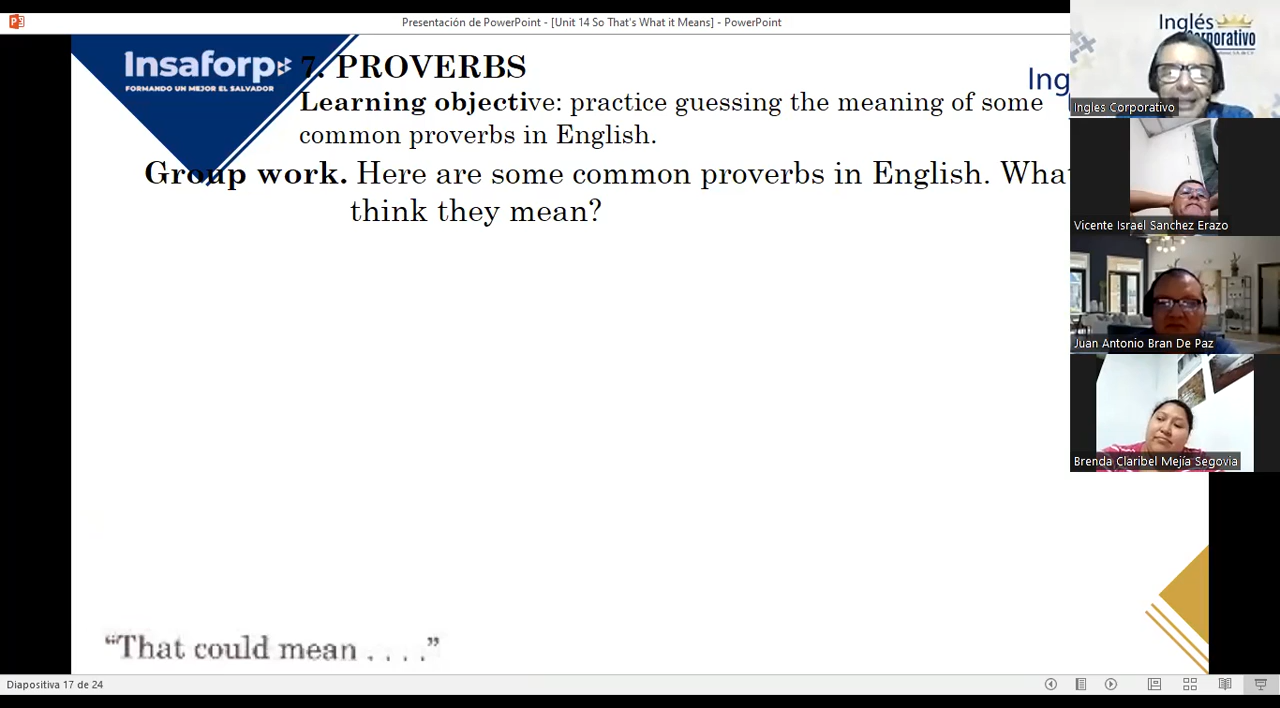 Presentación de PowerPoint - [Unit 14 So That's What it Means] - PowerPoint
Insaforp
FORMANDO UN MEJOR EL SALVADOR
7. PROVERBS
Learning objective: practice guessing the meaning of some
common proverbs in English.
Group work. Here are some common proverbs in English. What
think they mean?
"That could mean . . . ."
Diapositiva 17 de 24
Ing
Inglés
Corporativo
Ingles Corporativo
Vicente Israel Sanchez Erazo
Juan Antonio Bran De Paz
Brenda Claribel Mejía Segovia